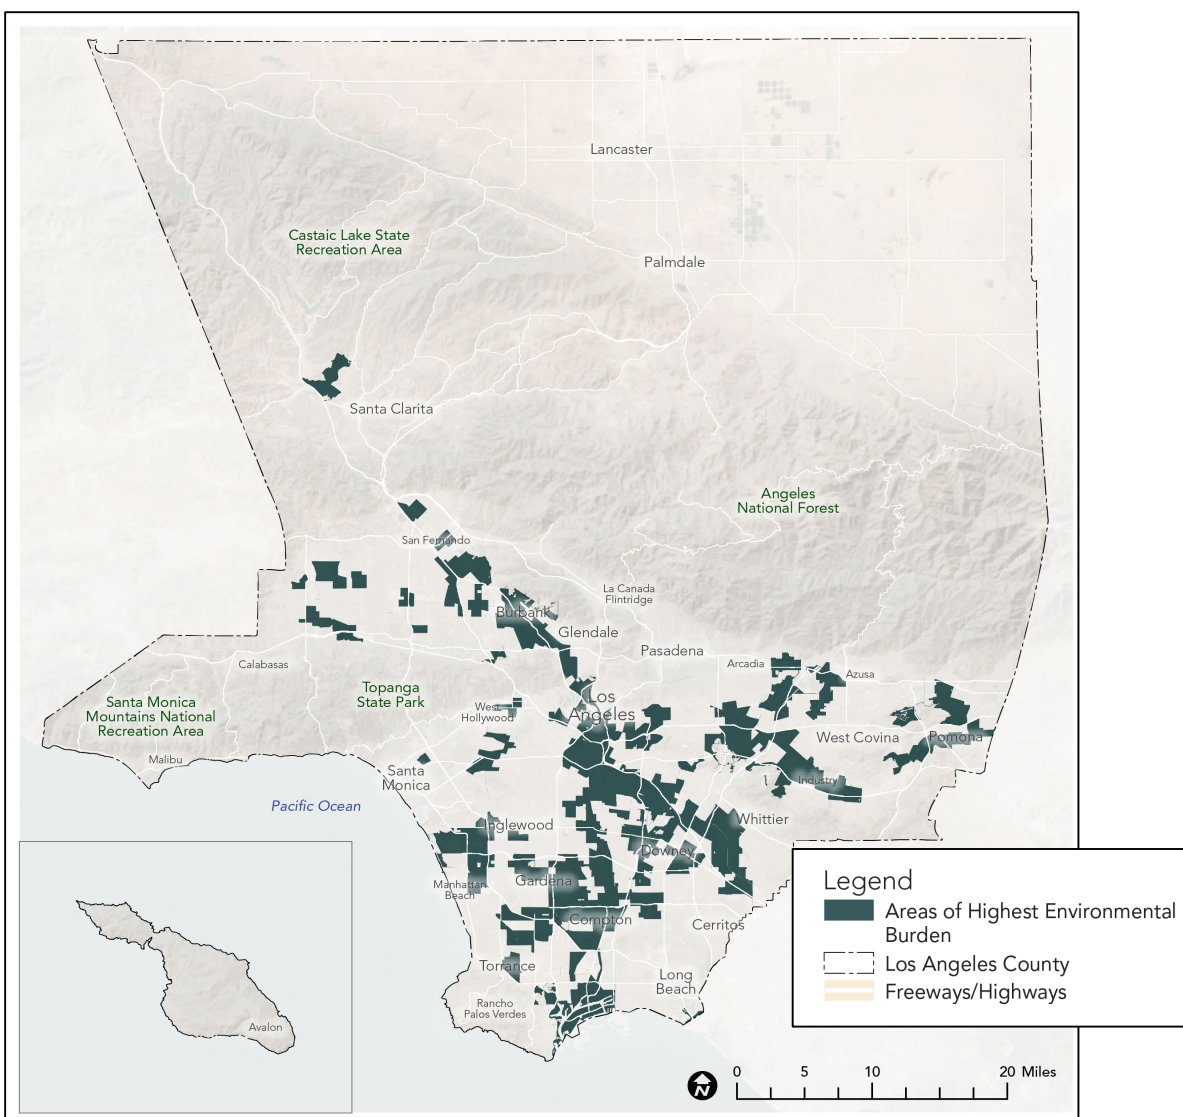 Lancaster
Castaic Lake State
Recreation Area
Palmdale
Santa Clarita
Angeles
National Forest
San Fernando
La Canada
Flintridge
Burbank
Glendale
Pasadena
Calabasas
Arcadia
Azusa
Santa Monica
Mountains National
Recreation Area
Topanga
State Park
West
Hollywood
Los
Angeles
West Covina
Pomona
Malibu
Santa
Monica
Industry
Pacific Ocean
Inglewood
Whittier
Downey
Manhattan
Beach
Gardena
Compton
Cerritos
Torrance
Long
Beach
Rancho
Palos Verdes
Avalon
Legend
Areas of Highest Environmental
Burden
Los Angeles County
Freeways/Highways
N
0 5 10 20 Miles